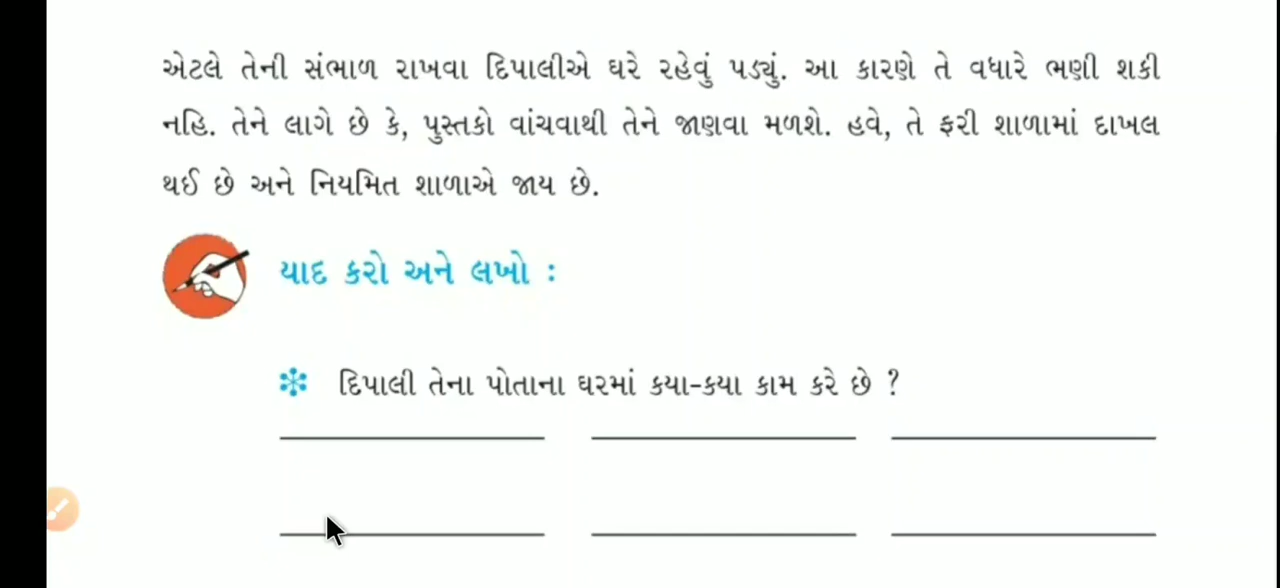 એટલે તેની સંભાળ રાખવા દિપાલીએ ઘરે રહેવું પડ્યું. આ કારણે તે વધારે ભણી શકી
નહિ. તેને લાગે છે કે, પુસ્તકો વાંચવાથી તેને જાણવા મળશે. હવે, તે ફરી શાળામાં દાખલ
થઈ છે અને નિયમિત શાળાએ જાય છે.
યાદ કરો અને લખો :
દિપાલી તેના પોતાના ઘરમાં કયા-કયા કામ કરે છે ?